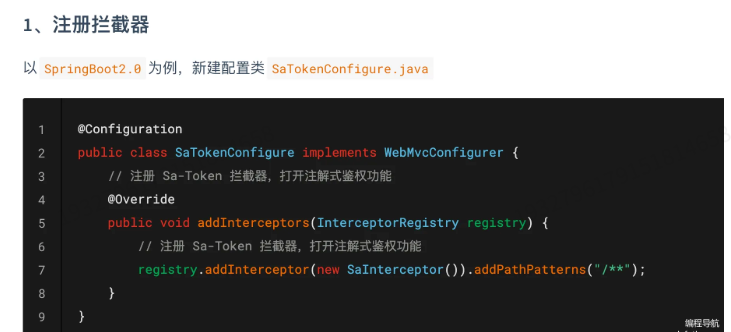 1、注册拦截器
以 SpringBoot2.0 为例，新建配置类 SaTokenConfigure.java
1 @Configuration
2 public class SaTokenConfigure implements WebMvcConfigurer {
3 // 注册 Sa-Token 拦截器，打开注解式鉴权功能
4 @Override
5 public void addInterceptors(InterceptorRegistry registry) {
6 // 注册 Sa-Token 拦截器，打开注解式鉴权功能
7 registry.addInterceptor(new SaInterceptor()).addPathPatterns("/**");
8 }
9 }
编程导航